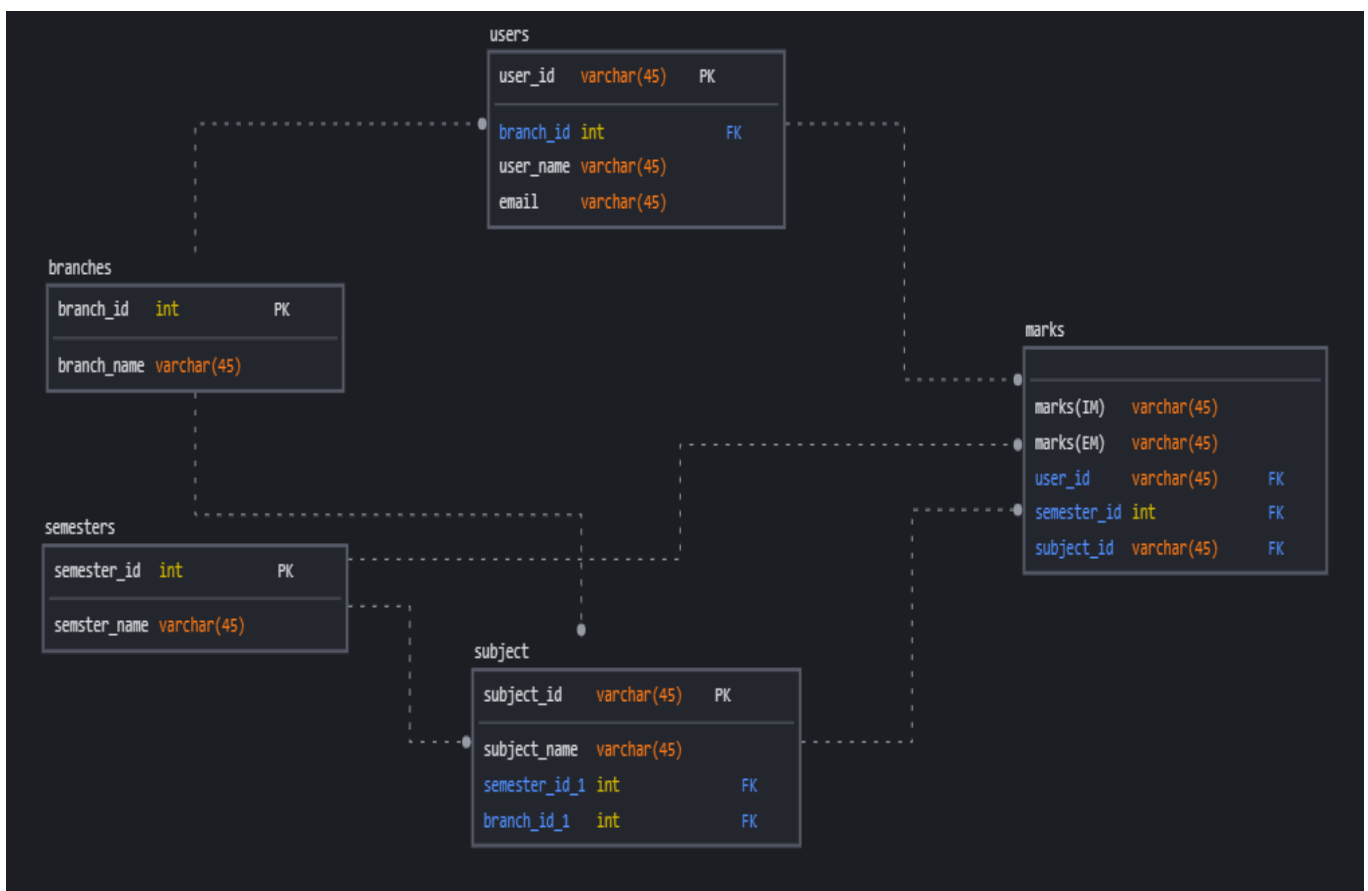 users
user_id varchar(45) PK
branch_id int FK
user_name varchar(45)
email varchar(45)
branches
branch_id int PK
branch_name varchar(45)
marks
marks(IM) varchar(45)
marks(EM) varchar(45)
user_id varchar(45) FK
semester_id int FK
subject_id varchar(45) FK
semesters
semester_id int PK
semster_name varchar(45)
subject
subject_id varchar(45) PK
subject_name varchar(45)
semester_id_1 int FK
branch_id_1 int FK